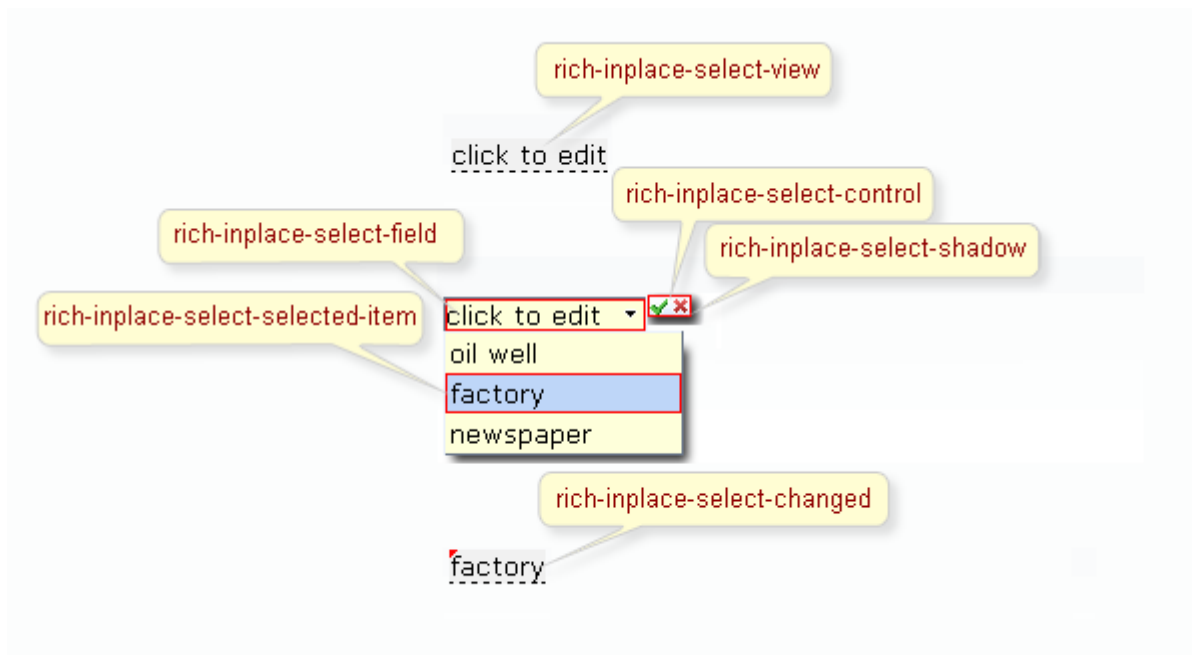 rich-inplace-select-view
click to edit
rich-inplace-select-control
rich-inplace-select-field
rich-inplace-select-shadow
rich-inplace-select-selected-item
click to edit
oil well
factory
newspaper
rich-inplace-select-changed
factory